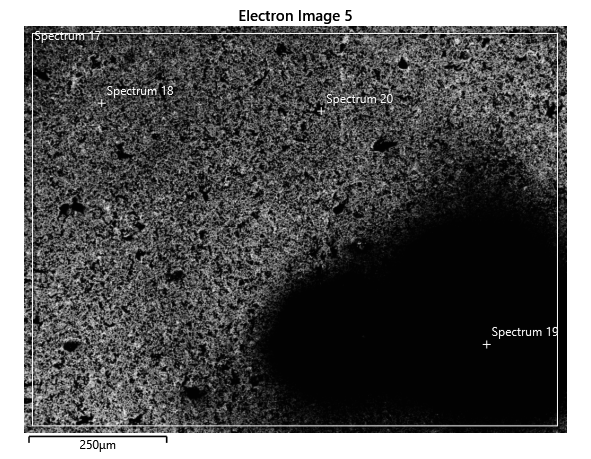 Electron Image 5
Spectrum 17
Spectrum 18
Spectrum 20
Spectrum 19
250µm